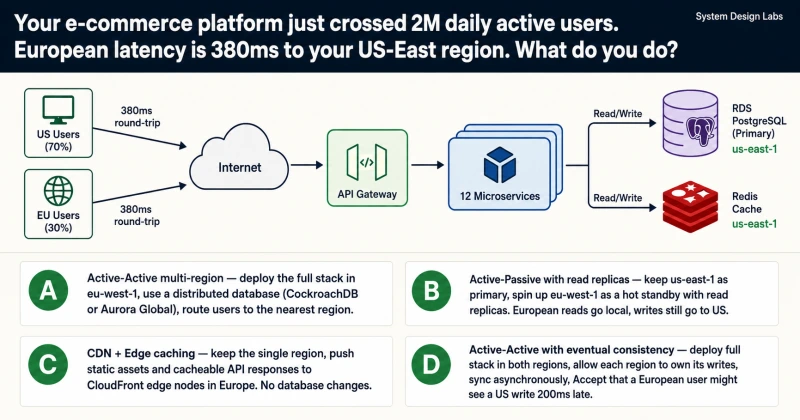 Your e-commerce platform just crossed 2M daily active users.
European latency is 380ms to your US-East region. What do you do?
System Design Labs
US Users
(70%)
380ms
round-trip
EU Users
(30%)
380ms
round-trip
Internet
</>
API Gateway
12 Microservices
Read/Write
Read/Write
RDS
PostgreSQL
(Primary)
us-east-1
Redis
Cache
us-east-1
A
Active-Active multi-region — deploy the full stack in
eu-west-1, use a distributed database (CockroachDB
or Aurora Global), route users to the nearest region.
B
Active-Passive with read replicas — keep us-east-1 as
primary, spin up eu-west-1 as a hot standby with read
replicas. European reads go local, writes still go to US.
C
CDN + Edge caching — keep the single region, push
static assets and cacheable API responses to
CloudFront edge nodes in Europe. No database changes.
D
Active-Active with eventual consistency — deploy full
stack in both regions, allow each region to own its writes,
sync asynchronously, Accept that a European user might
see a US write 200ms late.